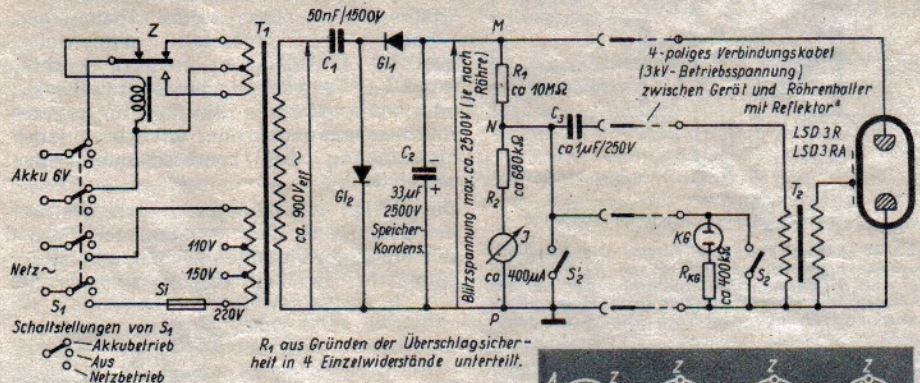 50nF/1500V
Z
T₁
C₁
Gl₁
M
4-poliges Verbindungskabel
(3kV-Betriebsspannung)
zwischen Gerät und Röhrenhalter
mit Reflektor"
R₁
ca 10MΩ
N
C₃
ca 1µF/250V
LSD 3R
LSD 3RA
Akku 6V
ca. 900Veff~
Gl₂
C₂
–
+
33µF
2500V
Speicher-
Kondens.
Blitzspannung max. ca. 2500V (je nach
Röhre)
ca 680kΩ
R₂
J
ca
400µA
S₂'
KG
RKG
ca 400kΩ
S₂
T₂
Netz~
110V
150V
220V
S₁
Si
P
Schaltstellungen von S₁
Akkubetrieb
Aus
Netzbetrieb
R₁ aus Gründen der Überschlagsicher-
heit in 4 Einzelwiderstände unterteilt.
A
Z
Z
Z
Z